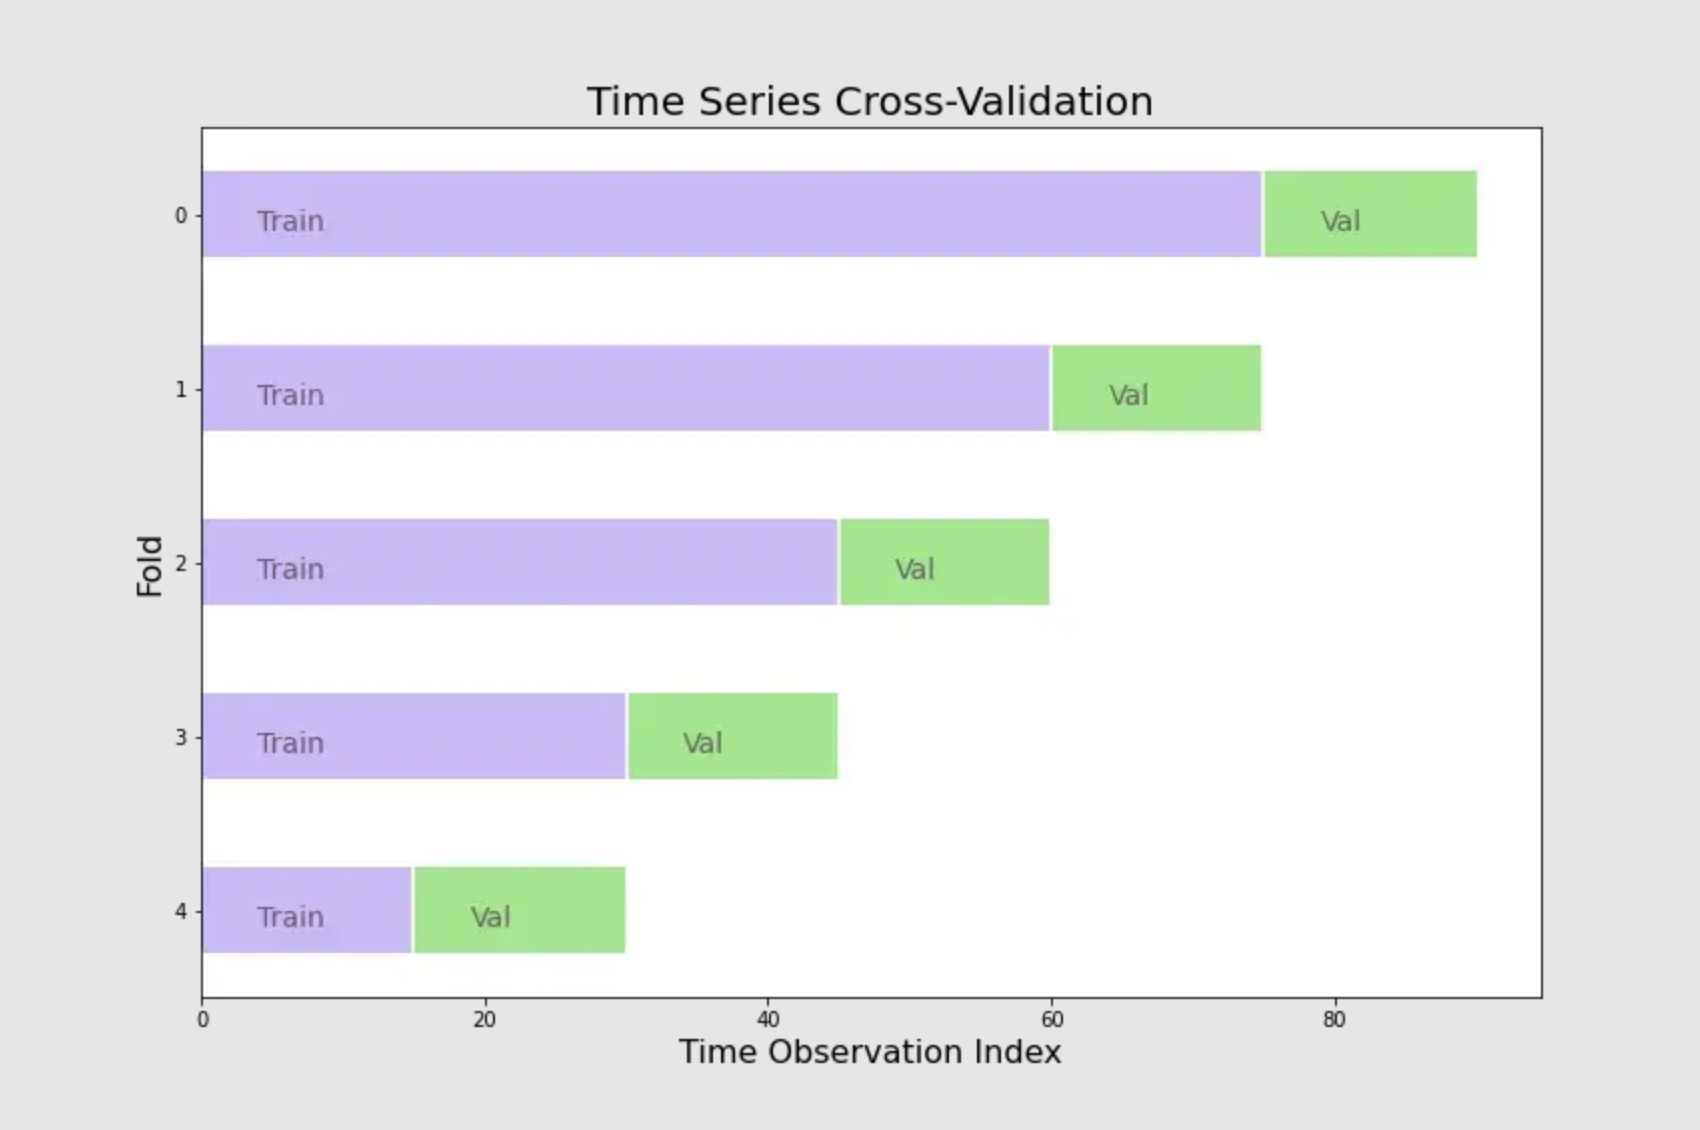 Time Series Cross-Validation
0
Train
Val
1
Train
Val
2
Train
Val
3
Train
Val
4
Train
Val
Fold
0 20 40 60 80
Time Observation Index